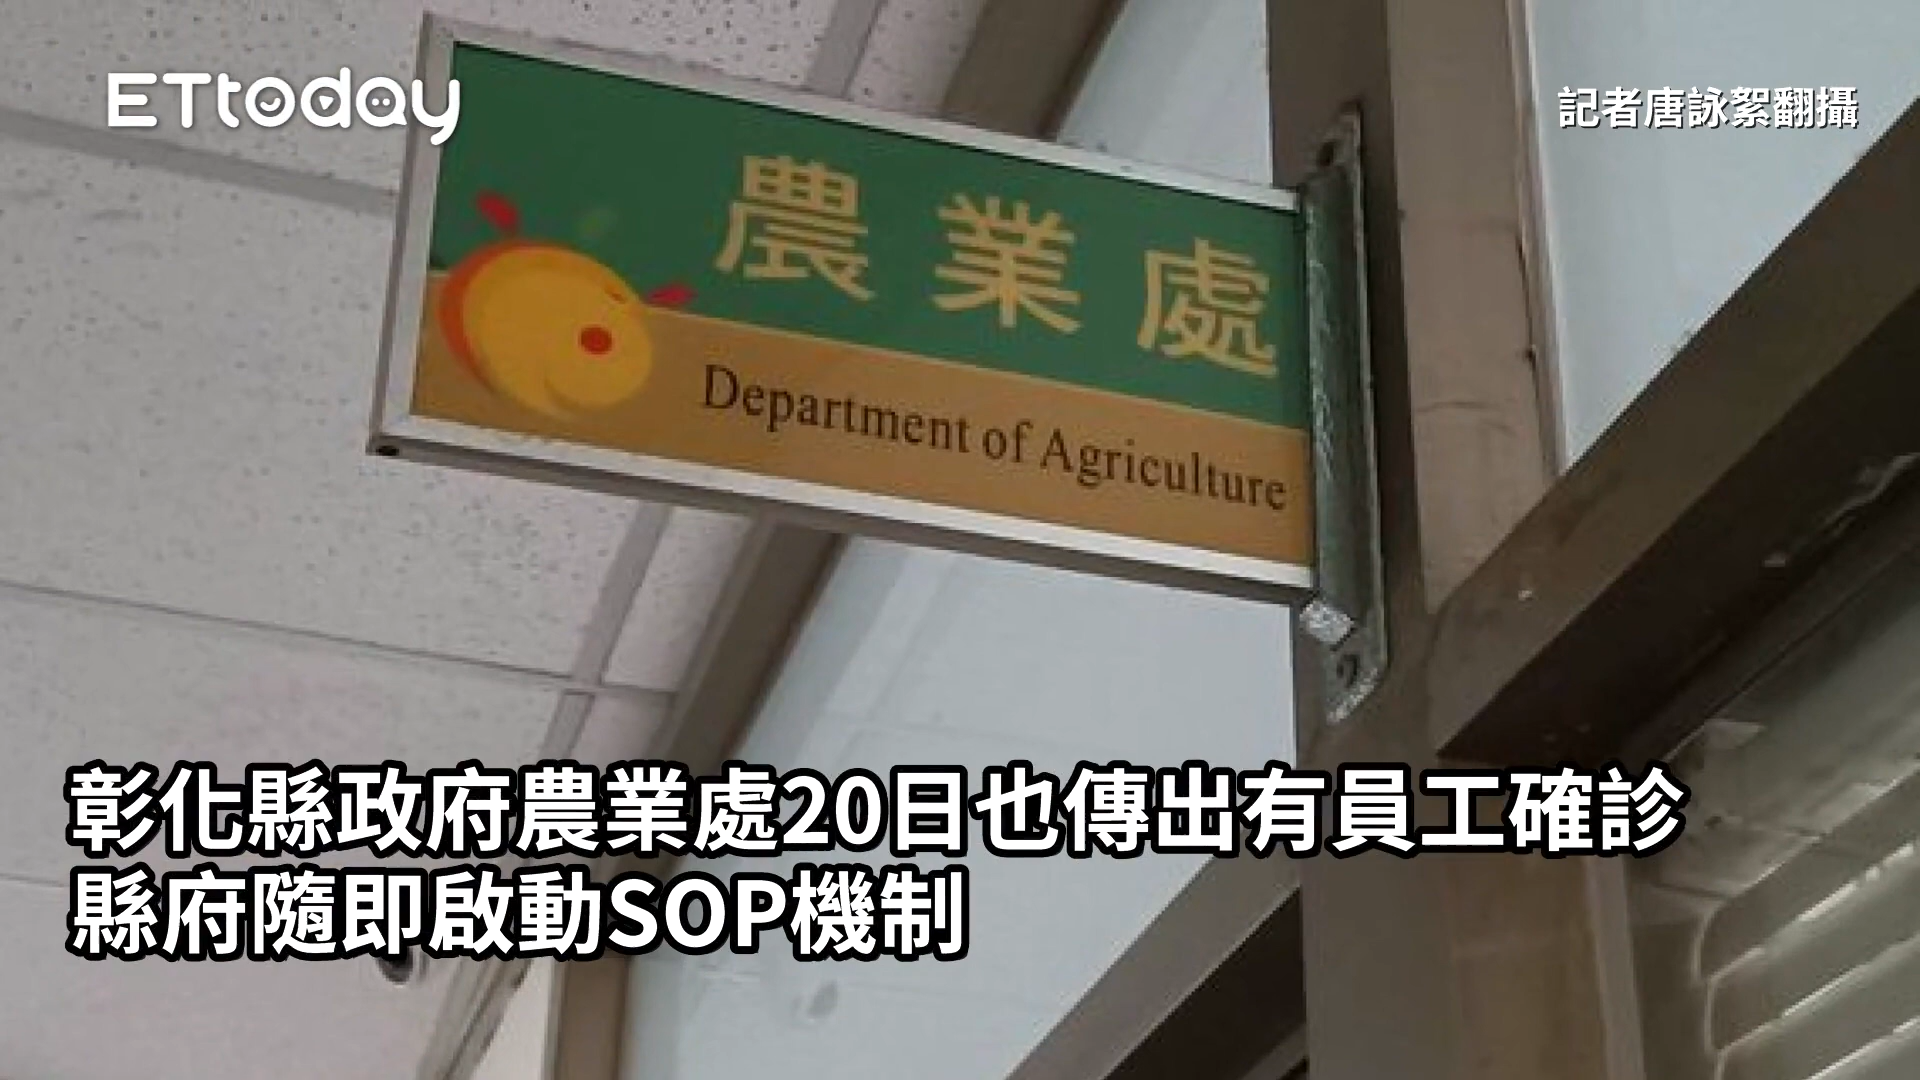 ETtoday
記者唐詠絮翻攝
農業處
Department of Agriculture
彰化縣政府農業處20日也傳出有員工確診
縣府隨即啟動SOP機制